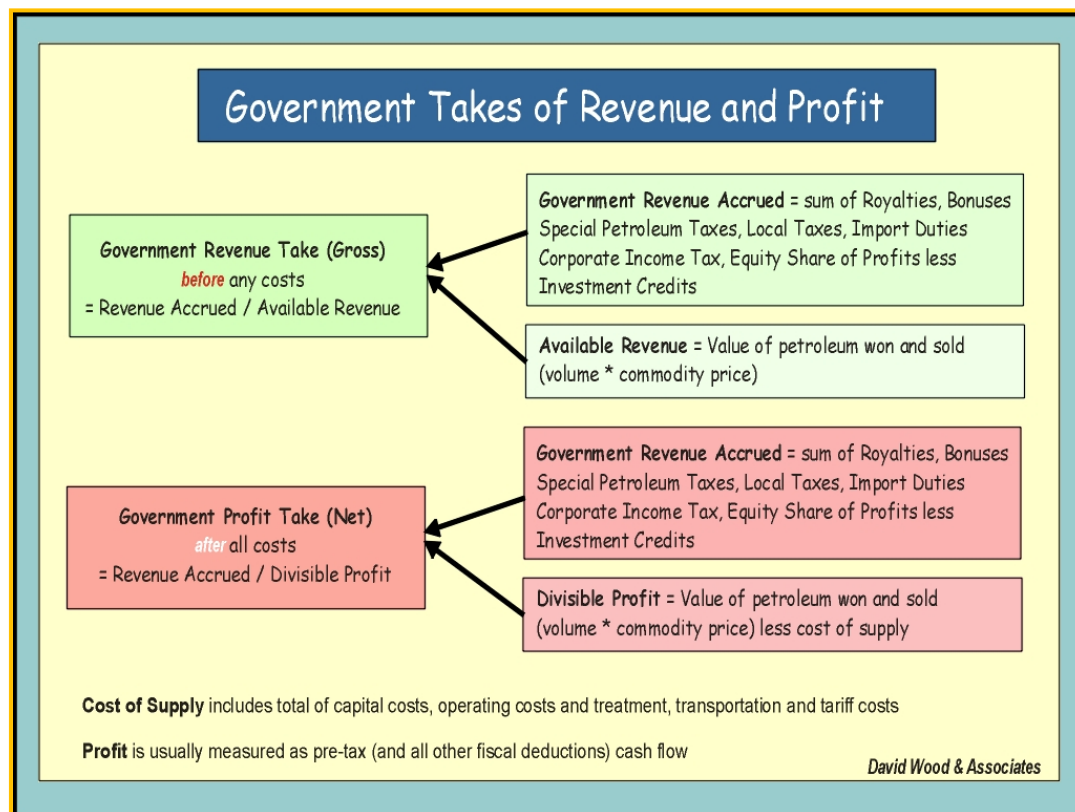 Government Takes of Revenue and Profit
Government Revenue Take (Gross)
before any costs
= Revenue Accrued / Available Revenue
Government Revenue Accrued = sum of Royalties, Bonuses
Special Petroleum Taxes, Local Taxes, Import Duties
Corporate Income Tax, Equity Share of Profits less
Investment Credits
Available Revenue = Value of petroleum won and sold
(volume * commodity price)
Government Profit Take (Net)
after all costs
= Revenue Accrued / Divisible Profit
Government Revenue Accrued = sum of Royalties, Bonuses
Special Petroleum Taxes, Local Taxes, Import Duties
Corporate Income Tax, Equity Share of Profits less
Investment Credits
Divisible Profit = Value of petroleum won and sold
(volume * commodity price) less cost of supply
Cost of Supply includes total of capital costs, operating costs and treatment, transportation and tariff costs
Profit is usually measured as pre-tax (and all other fiscal deductions) cash flow
David Wood & Associates